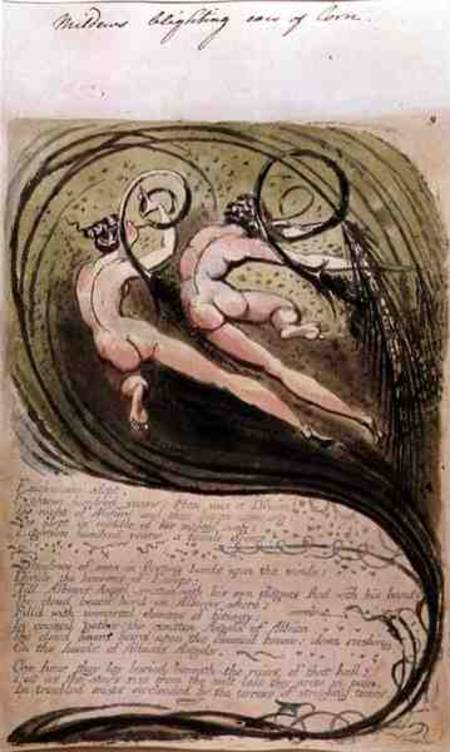 Mildews blighting ears of Corn.
Enitharmon slept
Eighteen hundred years: Man was a Dream
The night of Nature
She slept in middle of her nightly song
Eighteen hundred years, a female dream
Shadows of men in fleeting bands upon the winds:
Divide the heavens of Europe:
Till Albions Angel smitten with his own plagues fled with his bands
The cloud bears hard on Albions shore:
Fill'd with immortal demons of futurity:
In council gather the smitten Angels of Albion
The cloud bears hard upon the council house; down rushing
On the heads of Albions Angels.
One hour they lay buried beneath the ruins of that hall;
But as the stars rise from the salt lake they arise in pain,
In troubled mists o'erclouded by the terrors of strugling times